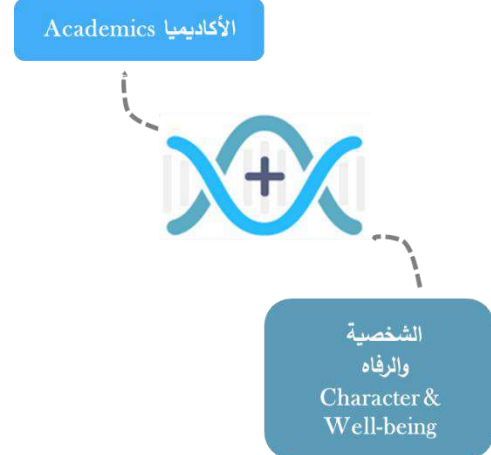 الأكاديميا Academics
+
الشخصية
والرفاه
Character &
Well-being